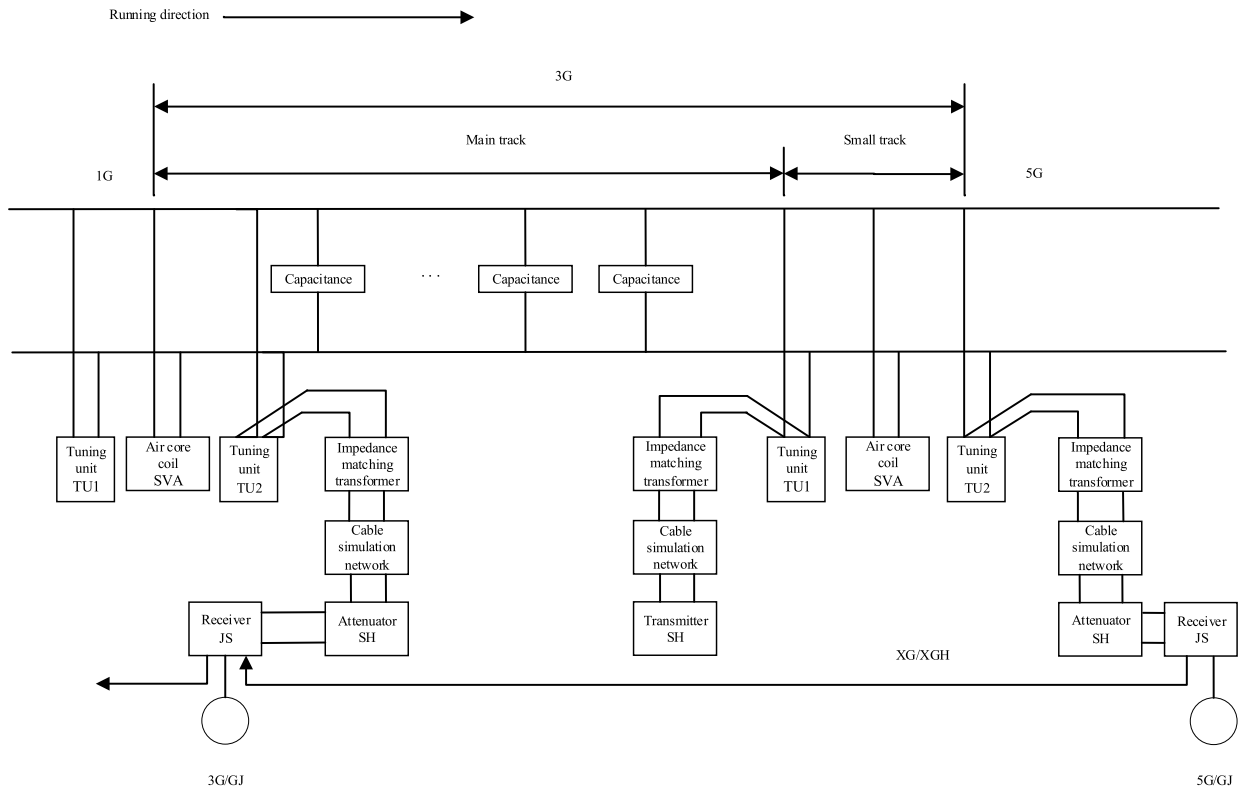 Running direction
3G
Main track
Small track
1G
5G
Capacitance
. . .
Capacitance
Capacitance
Tuning
unit
TU1
Air core
coil
SVA
Tuning
unit
TU2
Impedance
matching
transformer
Impedance
matching
transformer
Tuning
unit
TU1
Air core
coil
SVA
Tuning
unit
TU2
Impedance
matching
transformer
Cable
simulation
network
Cable
simulation
network
Cable
simulation
network
Receiver
JS
Attenuator
SH
Transmitter
SH
Attenuator
SH
Receiver
JS
XG/XGH
3G/GJ
5G/GJ